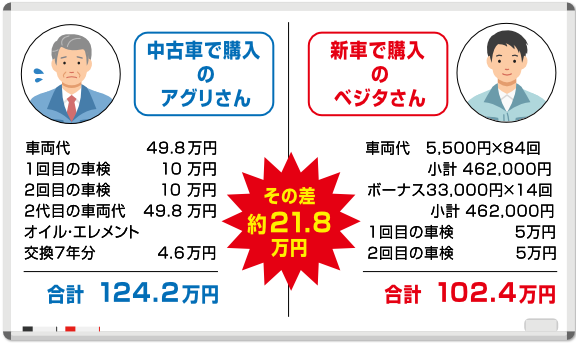 中古車で購入
の
アグリさん
車両代 49.8万円
1回目の車検 10 万円
2回目の車検 10 万円
2代目の車両代 49.8 万円
オイル・エレメント
交換7年分 4.6万円
合計 124.2万円
その差
約21.8
万円
新車で購入
の
ベジタさん
車両代 5,500円×84回
小計 462,000円
ボーナス33,000円×14回
小計 462,000円
1回目の車検 5万円
2回目の車検 5万円
合計 102.4万円